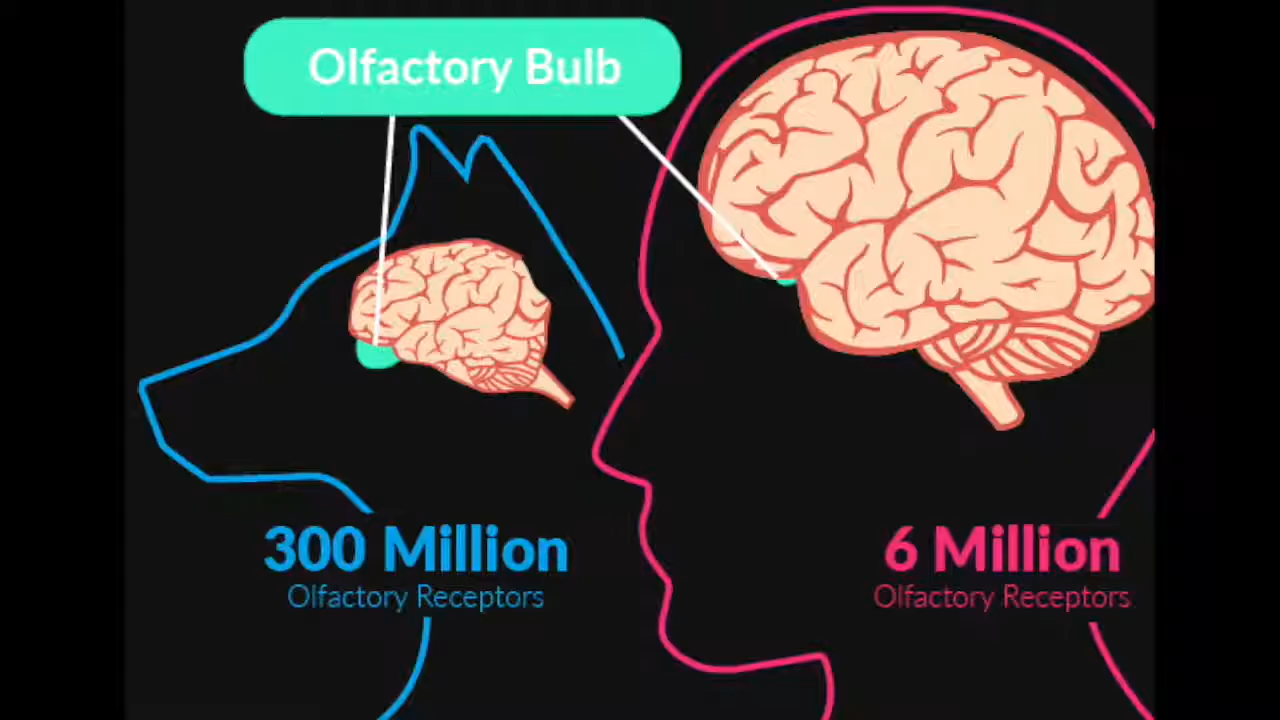 Olfactory Bulb
300 Million
Olfactory Receptors
6 Million
Olfactory Receptors